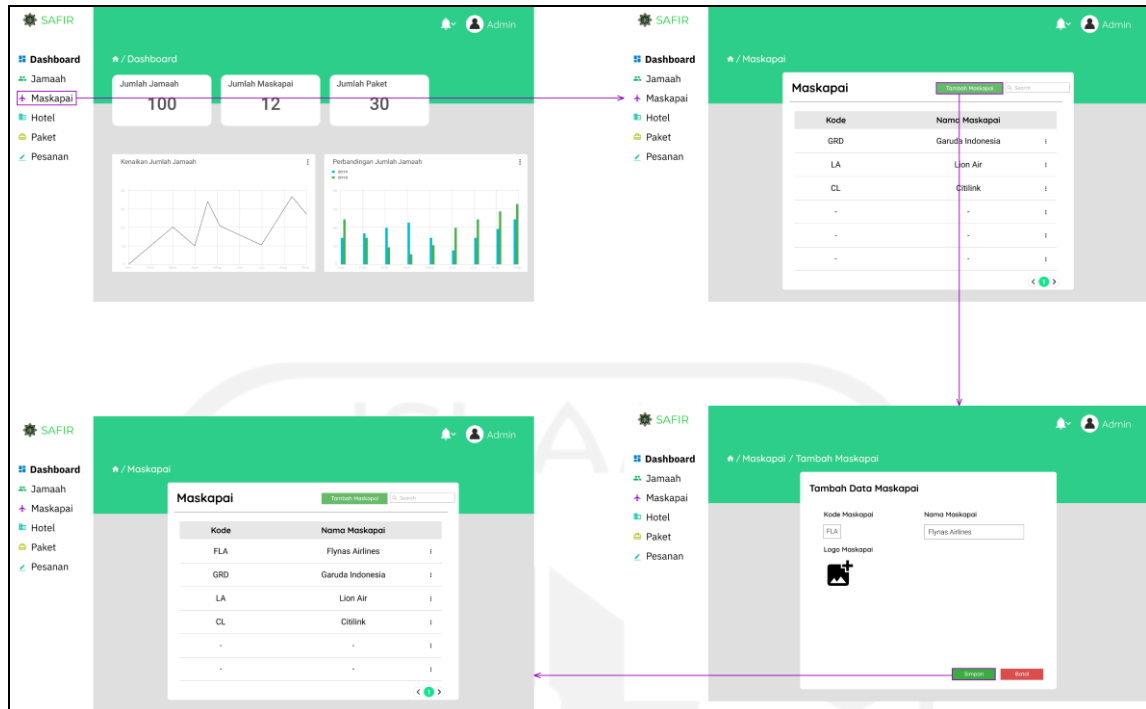 SAFIR
Admin
Dashboard
Jamaah
Maskapai
Hotel
Paket
Pesanan
/ Dashboard
Jumlah Jamaah
100
Jumlah Maskapai
12
Jumlah Paket
30
Kenaikan Jumlah Jamaah
Perbandingan Jumlah Jamaah
SAFIR
Admin
Dashboard
Jamaah
Maskapai
Hotel
Paket
Pesanan
/ Maskapai
Maskapai
Tambah Maskapai
Search
Kode Nama Maskapai
GRD Garuda Indonesia
LA Lion Air
CL Citilink
- -
- -
- -
< 1 >
SAFIR
Admin
Dashboard
Jamaah
Maskapai
Hotel
Paket
Pesanan
/ Maskapai
Maskapai
Tambah Maskapai
Search
Kode Nama Maskapai
FLA Flynas Airlines
GRD Garuda Indonesia
LA Lion Air
CL Citilink
- -
- -
< 1 >
SAFIR
Admin
Dashboard
Jamaah
Maskapai
Hotel
Paket
Pesanan
/ Maskapai / Tambah Maskapai
Tambah Data Maskapai
Kode Maskapai Nama Maskapai
FLA Flynas Airlines
Logo Maskapai
Simpan Batal